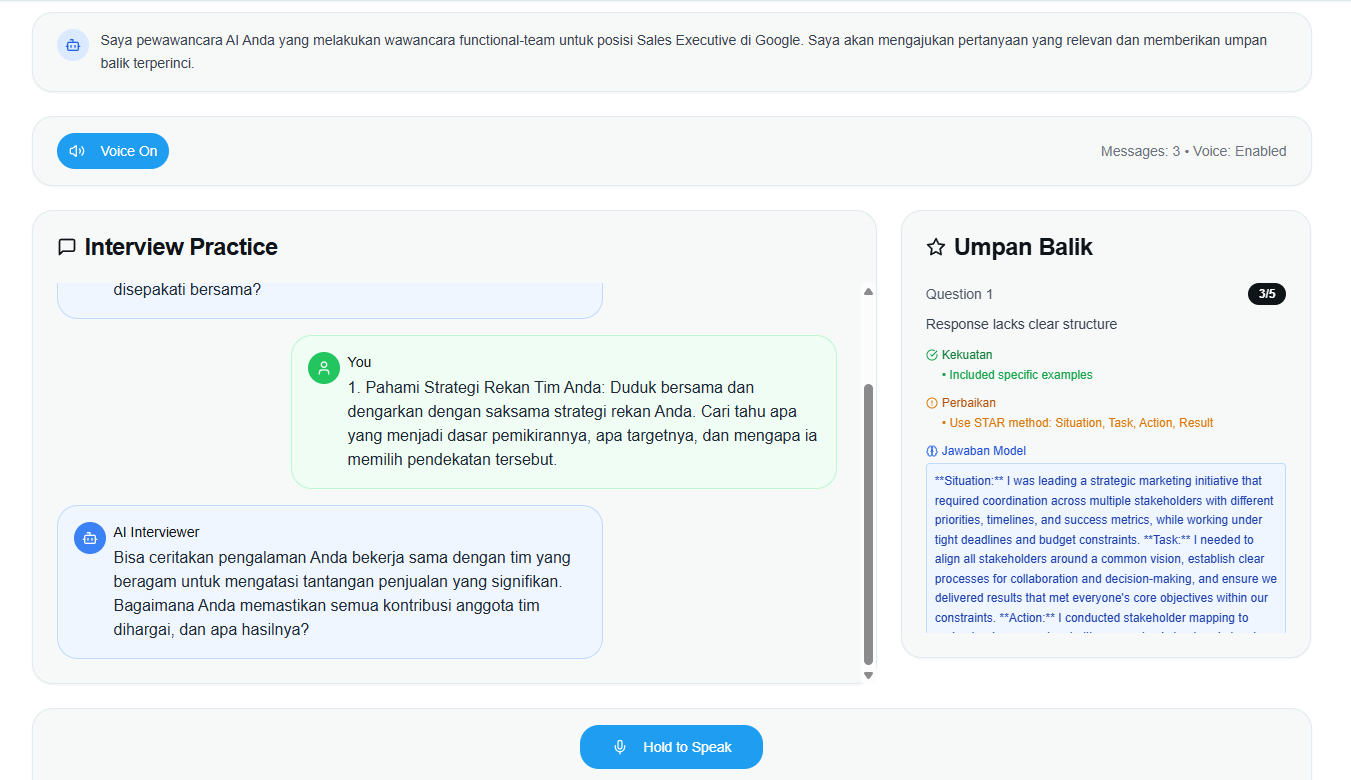 Saya pewawancara AI Anda yang melakukan wawancara functional-team untuk posisi Sales Executive di Google. Saya akan mengajukan pertanyaan yang relevan dan memberikan umpan
balik terperinci.
Voice On
Messages: 3 • Voice: Enabled
Interview Practice
disepakati bersama?
You
1. Pahami Strategi Rekan Tim Anda: Duduk bersama dan
dengarkan dengan saksama strategi rekan Anda. Cari tahu apa
yang menjadi dasar pemikirannya, apa targetnya, dan mengapa ia
memilih pendekatan tersebut.
AI Interviewer
Bisa ceritakan pengalaman Anda bekerja sama dengan tim yang
beragam untuk mengatasi tantangan penjualan yang signifikan.
Bagaimana Anda memastikan semua kontribusi anggota tim
dihargai, dan apa hasilnya?
Umpan Balik
Question 1
3/5
Response lacks clear structure
Kekuatan
• Included specific examples
Perbaikan
• Use STAR method: Situation, Task, Action, Result
Jawaban Model
**Situation:** I was leading a strategic marketing initiative that
required coordination across multiple stakeholders with different
priorities, timelines, and success metrics, while working under
tight deadlines and budget constraints. **Task:** I needed to
align all stakeholders around a common vision, establish clear
processes for collaboration and decision-making, and ensure we
delivered results that met everyone's core objectives within our
constraints. **Action:** I conducted stakeholder mapping to
Hold to Speak